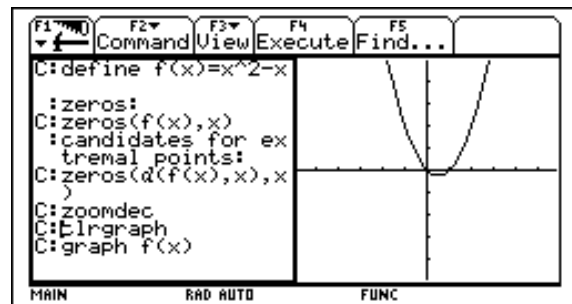 F1 F2 F3 F4 F5
Command View Execute Find...
C:define f(x)=x^2-x
:zeros:
C:zeros(f(x),x)
:candidates for ex
tremal points:
C:zeros(d(f(x),x),x
)
C:zoomdec
C:clrgraph
C:graph f(x)
MAIN RAD AUTO FUNC